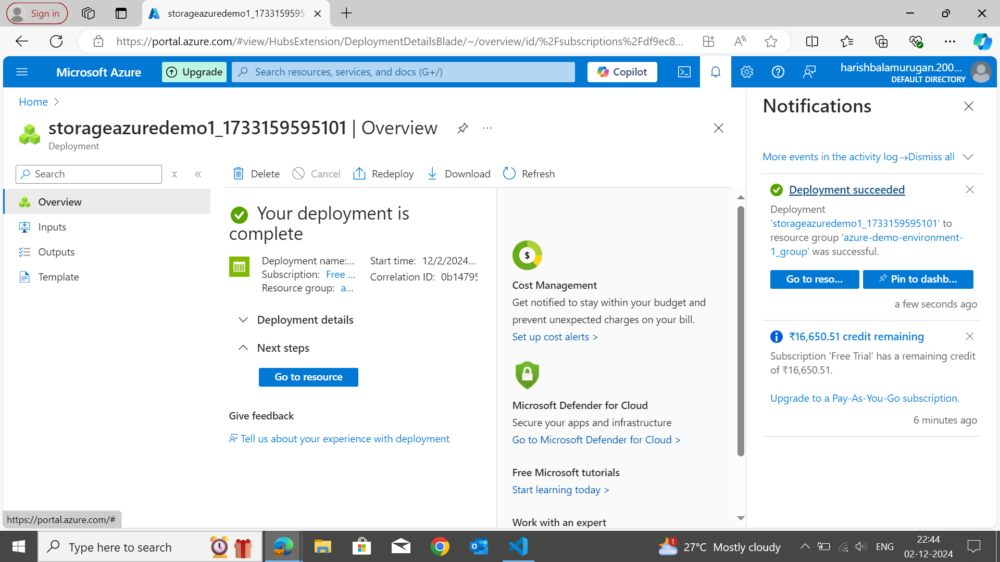 Sign in
storageazuredemo1_1733159595
https://portal.azure.com/#view/HubsExtension/DeploymentDetailsBlade/~/overview/id/%2Fsubscriptions%2Fdf9ec8...
Microsoft Azure
Upgrade
Search resources, services, and docs (G+/)
Copilot
harishbalamurugan.200...
DEFAULT DIRECTORY
Home
storageazuredemo1_1733159595101 | Overview
Deployment
Search
Overview
Inputs
Outputs
Template
Delete
Cancel
Redeploy
Download
Refresh
Your deployment is
complete
Deployment name:...
Subscription: Free ...
Resource group: a...
Start time: 12/2/2024...
Correlation ID: 0b14795
Deployment details
Next steps
Go to resource
Give feedback
Tell us about your experience with deployment
$
Cost Management
Get notified to stay within your budget and
prevent unexpected charges on your bill.
Set up cost alerts >
Microsoft Defender for Cloud
Secure your apps and infrastructure
Go to Microsoft Defender for Cloud >
Free Microsoft tutorials
Start learning today >
Work with an expert
Notifications
More events in the activity log → Dismiss all
Deployment succeeded
Deployment
'storageazuredemo1_1733159595101' to
resource group 'azure-demo-environment-
1_group' was successful.
Go to reso...
Pin to dashb...
a few seconds ago
₹16,650.51 credit remaining
Subscription 'Free Trial' has a remaining credit
of ₹16,650.51.
Upgrade to a Pay-As-You-Go subscription.
6 minutes ago
https://portal.azure.com/#
Type here to search
1
27°C Mostly cloudy
ENG
22:44
02-12-2024